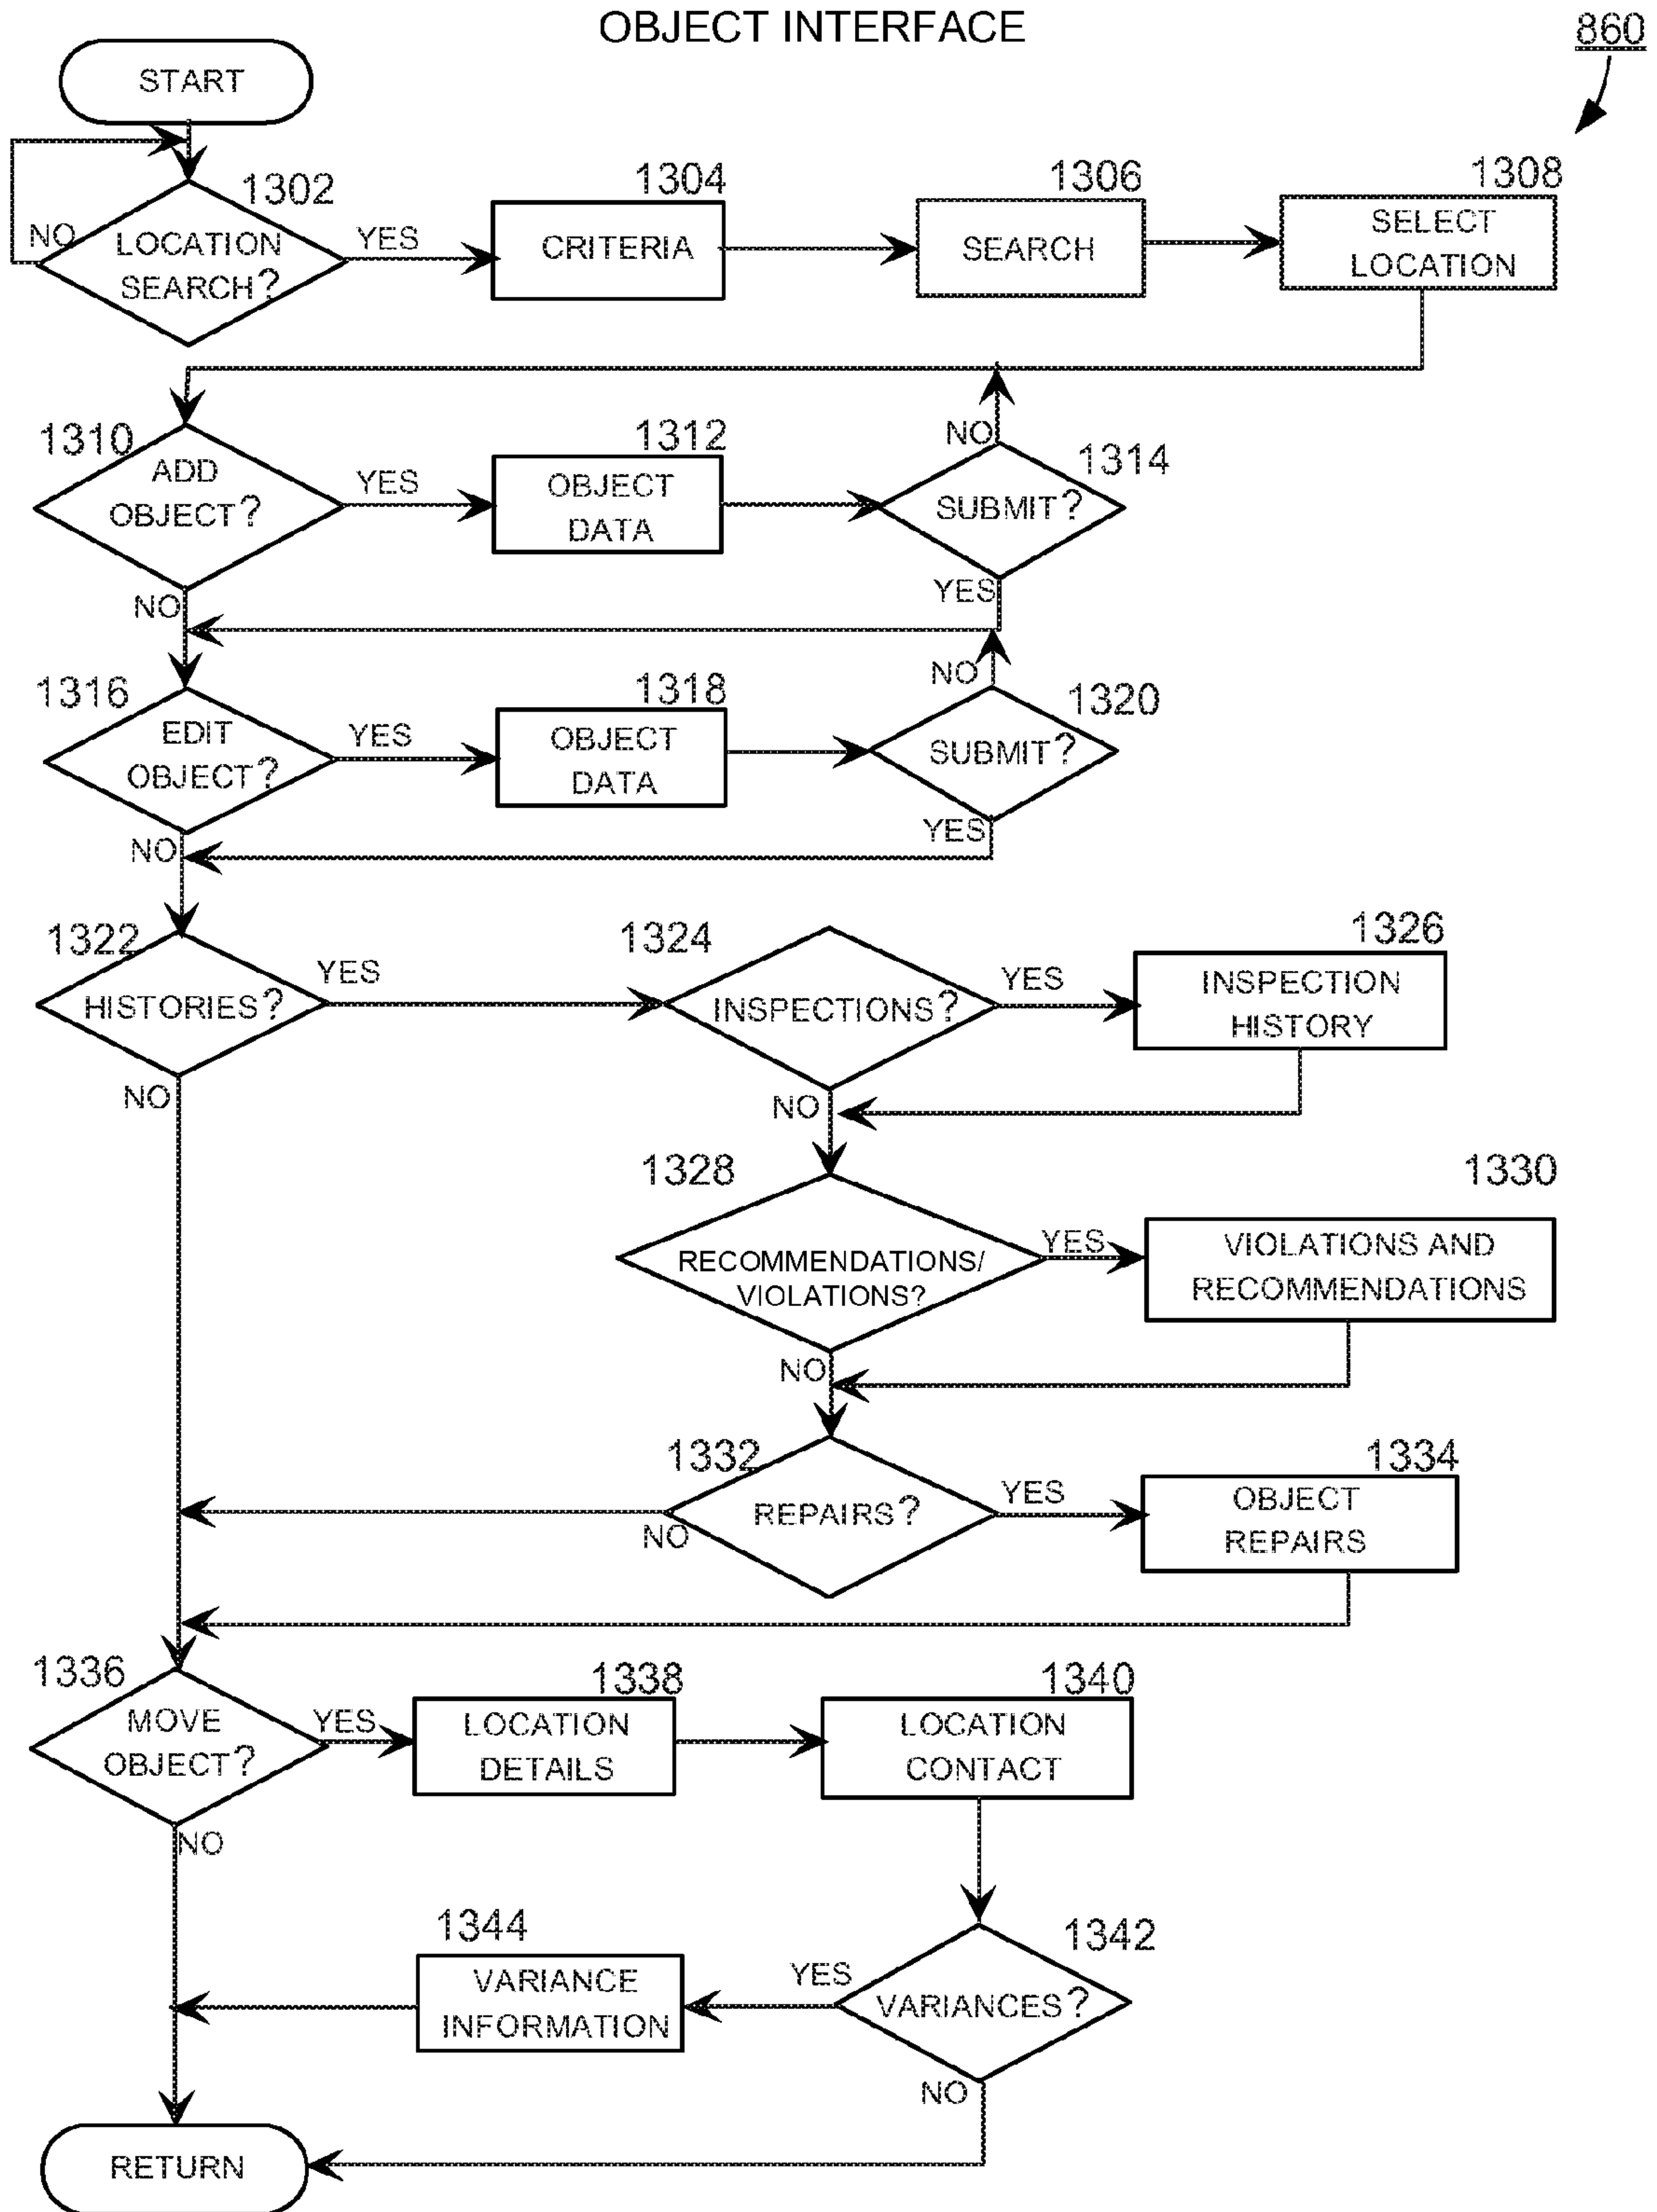 OBJECT INTERFACE
860
START
1302
NO
LOCATION
SEARCH?
YES
1304
CRITERIA
1306
SEARCH
1308
SELECT
LOCATION
1310
ADD
OBJECT?
YES
NO
1312
OBJECT
DATA
NO
1314
SUBMIT?
YES
1316
EDIT
OBJECT?
YES
NO
1318
OBJECT
DATA
NO
1320
SUBMIT?
YES
1322
HISTORIES?
YES
NO
1324
INSPECTIONS?
YES
NO
1326
INSPECTION
HISTORY
1328
RECOMMENDATIONS/
VIOLATIONS?
YES
NO
1330
VIOLATIONS AND
RECOMMENDATIONS
1332
REPAIRS?
YES
NO
1334
OBJECT
REPAIRS
1336
MOVE
OBJECT?
YES
NO
1338
LOCATION
DETAILS
1340
LOCATION
CONTACT
1344
VARIANCE
INFORMATION
YES
1342
VARIANCES?
NO
RETURN